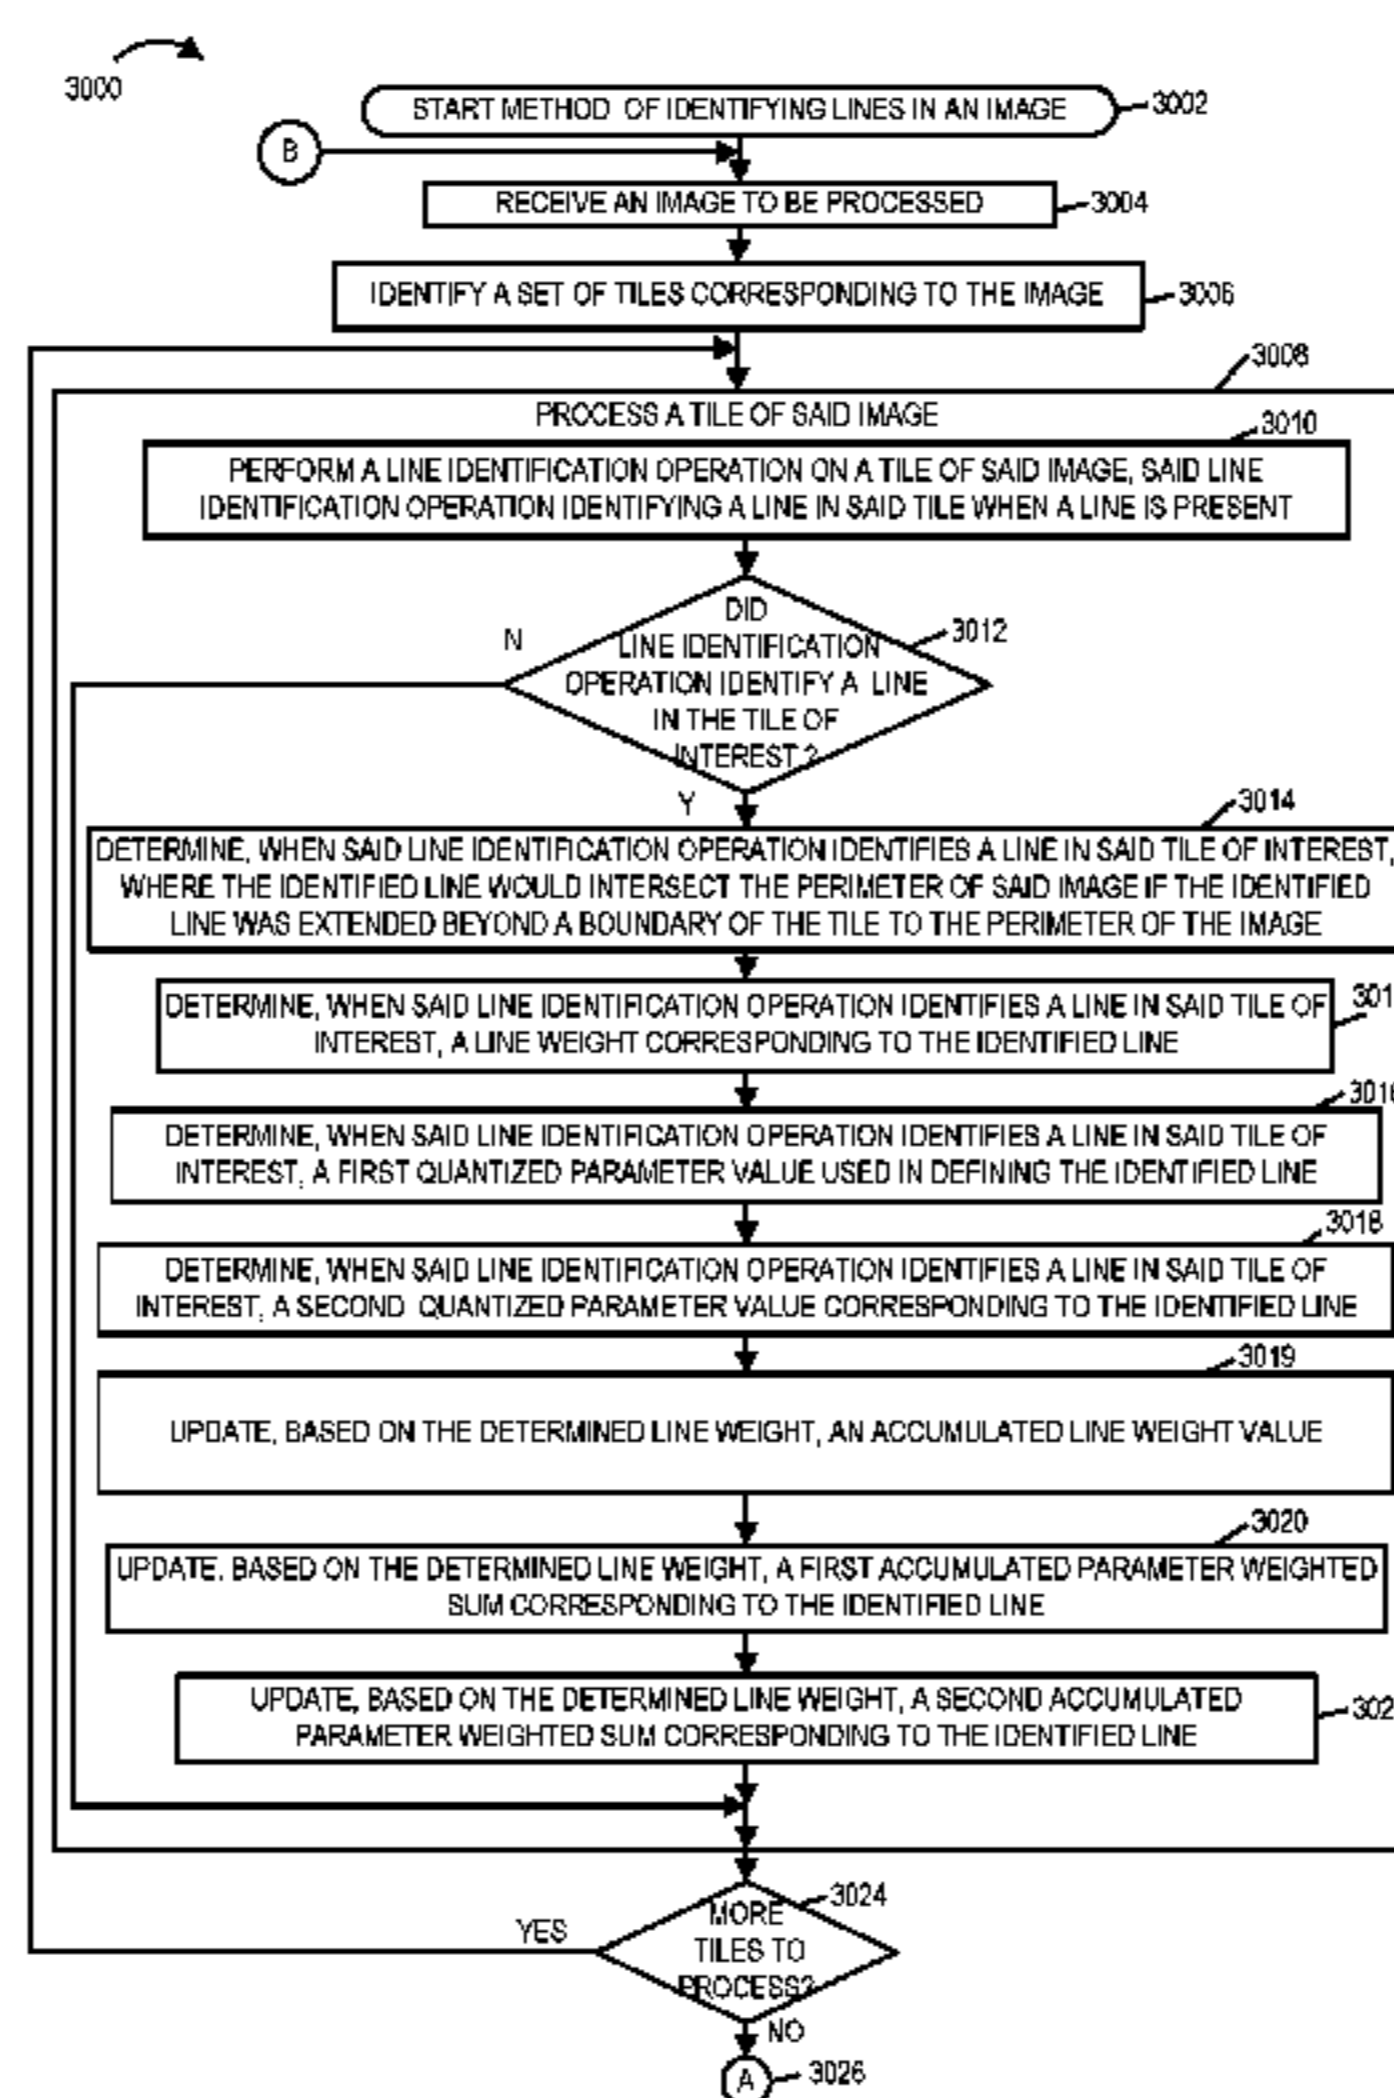 3000
START METHOD OF IDENTIFYING LINES IN AN IMAGE
3002
B
RECEIVE AN IMAGE TO BE PROCESSED
3004
IDENTIFY A SET OF TILES CORRESPONDING TO THE IMAGE
3006
3008
PROCESS A TILE OF SAID IMAGE
3010
PERFORM A LINE IDENTIFICATION OPERATION ON A TILE OF SAID IMAGE, SAID LINE
IDENTIFICATION OPERATION IDENTIFYING A LINE IN SAID TILE WHEN A LINE IS PRESENT
DID
LINE IDENTIFICATION
OPERATION IDENTIFY A LINE
IN THE TILE OF
INTEREST ?
3012
N
Y
3014
DETERMINE, WHEN SAID LINE IDENTIFICATION OPERATION IDENTIFIES A LINE IN SAID TILE OF INTEREST,
WHERE THE IDENTIFIED LINE WOULD INTERSECT THE PERIMETER OF SAID IMAGE IF THE IDENTIFIED
LINE WAS EXTENDED BEYOND A BOUNDARY OF THE TILE TO THE PERIMETER OF THE IMAGE
DETERMINE, WHEN SAID LINE IDENTIFICATION OPERATION IDENTIFIES A LINE IN SAID TILE OF
INTEREST, A LINE WEIGHT CORRESPONDING TO THE IDENTIFIED LINE
301
3016
DETERMINE, WHEN SAID LINE IDENTIFICATION OPERATION IDENTIFIES A LINE IN SAID TILE OF
INTEREST, A FIRST QUANTIZED PARAMETER VALUE USED IN DEFINING THE IDENTIFIED LINE
3018
DETERMINE, WHEN SAID LINE IDENTIFICATION OPERATION IDENTIFIES A LINE IN SAID TILE OF
INTEREST, A SECOND QUANTIZED PARAMETER VALUE CORRESPONDING TO THE IDENTIFIED LINE
3019
UPDATE, BASED ON THE DETERMINED LINE WEIGHT, AN ACCUMULATED LINE WEIGHT VALUE
3020
UPDATE, BASED ON THE DETERMINED LINE WEIGHT, A FIRST ACCUMULATED PARAMETER WEIGHTED
SUM CORRESPONDING TO THE IDENTIFIED LINE
UPDATE, BASED ON THE DETERMINED LINE WEIGHT, A SECOND ACCUMULATED
PARAMETER WEIGHTED SUM CORRESPONDING TO THE IDENTIFIED LINE
302
3024
MORE
TILES TO
PROCESS?
YES
NO
A
3026